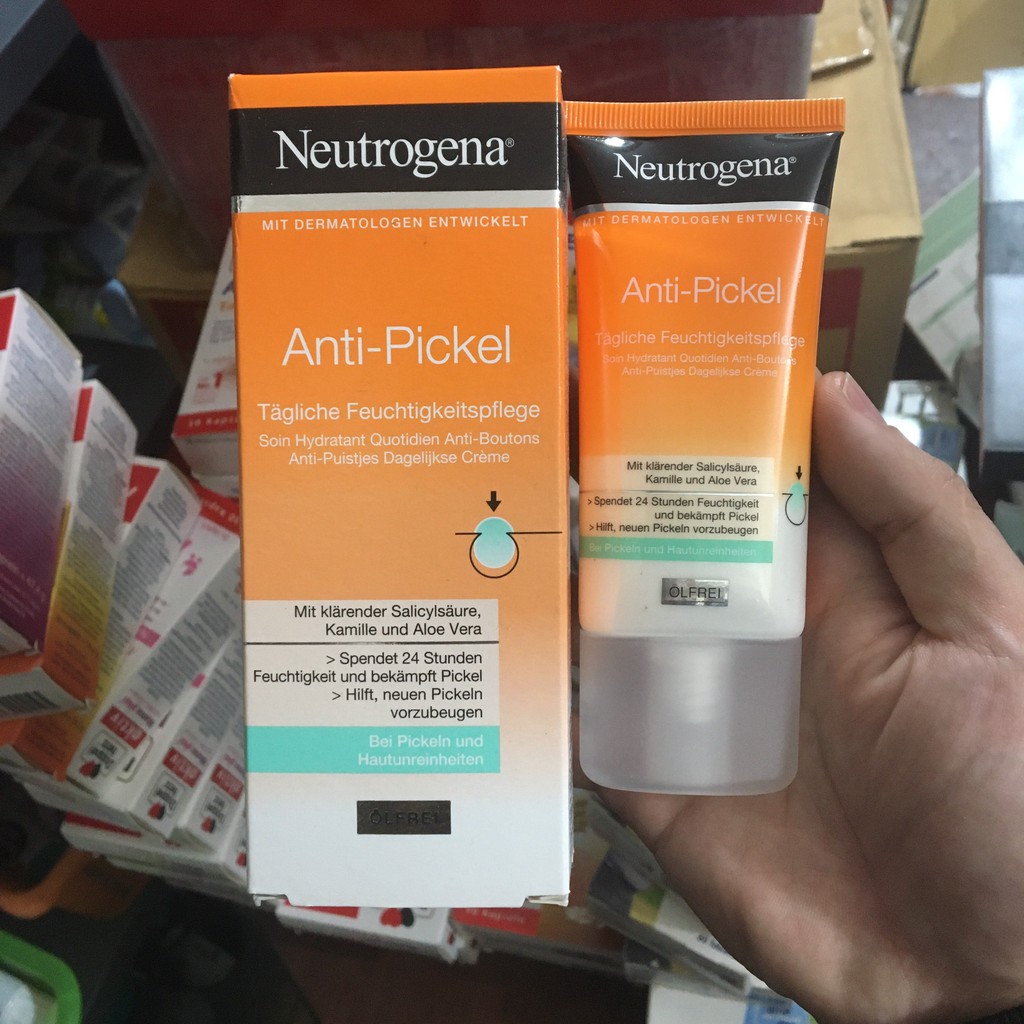 Neutrogena®
MIT DERMATOLOGEN ENTWICKELT
Anti-Pickel
Tägliche Feuchtigkeitspflege
Soin Hydratant Quotidien Anti-Boutons
Anti-Puistjes Dagelijkse Crème
Mit klärender Salicylsäure,
Kamille und Aloe Vera
> Spendet 24 Stunden
Feuchtigkeit und bekämpft Pickel
> Hilft, neuen Pickeln
vorzubeugen
Bei Pickeln und
Hautunreinheiten
ÖLFREI
Neutrogena®
MIT DERMATOLOGEN ENTWICKELT
Anti-Pickel
Tägliche Feuchtigkeitspflege
Soin Hydratant Quotidien Anti-Boutons
Anti-Puistjes Dagelijkse Crème
Mit klärender Salicylsäure,
Kamille und Aloe Vera
> Spendet 24 Stunden Feuchtigkeit
und bekämpft Pickel
> Hilft, neuen Pickeln vorzubeugen
Bei Pickeln und Hautunreinheiten
ÖLFREI